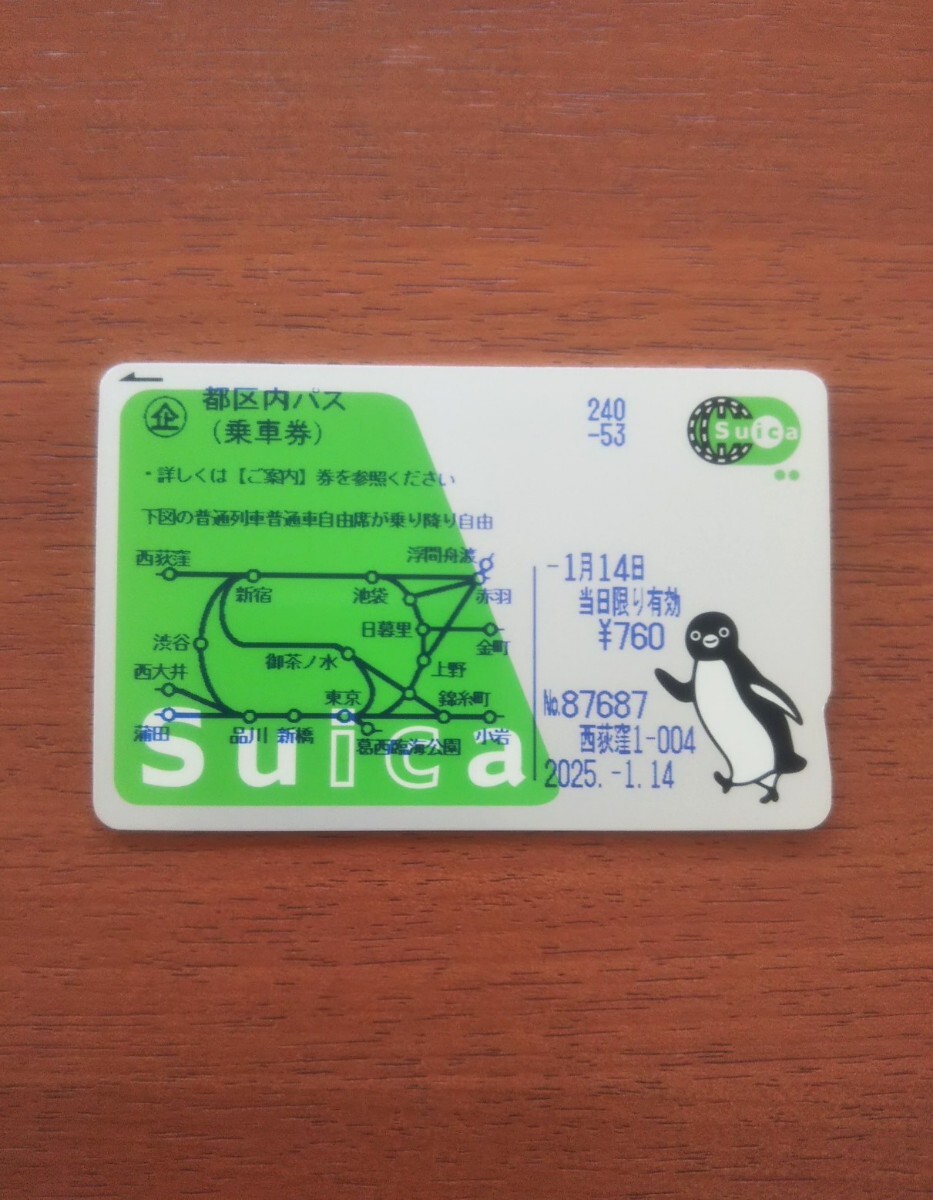 企 都区内パス
（乗車券）
240
-53
Suica
・詳しくは【ご案内】券を参照ください
下図の普通列車普通車自由席が乗り降り自由
西荻窪
浮間舟渡
新宿
池袋
赤羽
渋谷
日暮里
金町
御茶ノ水
上野
西大井
東京
錦糸町
蒲田
品川
新橋
葛西臨海公園
小岩
Suica
-1月14日
当日限り有効
¥760
No.87687
西荻窪1-004
2025.-1.14